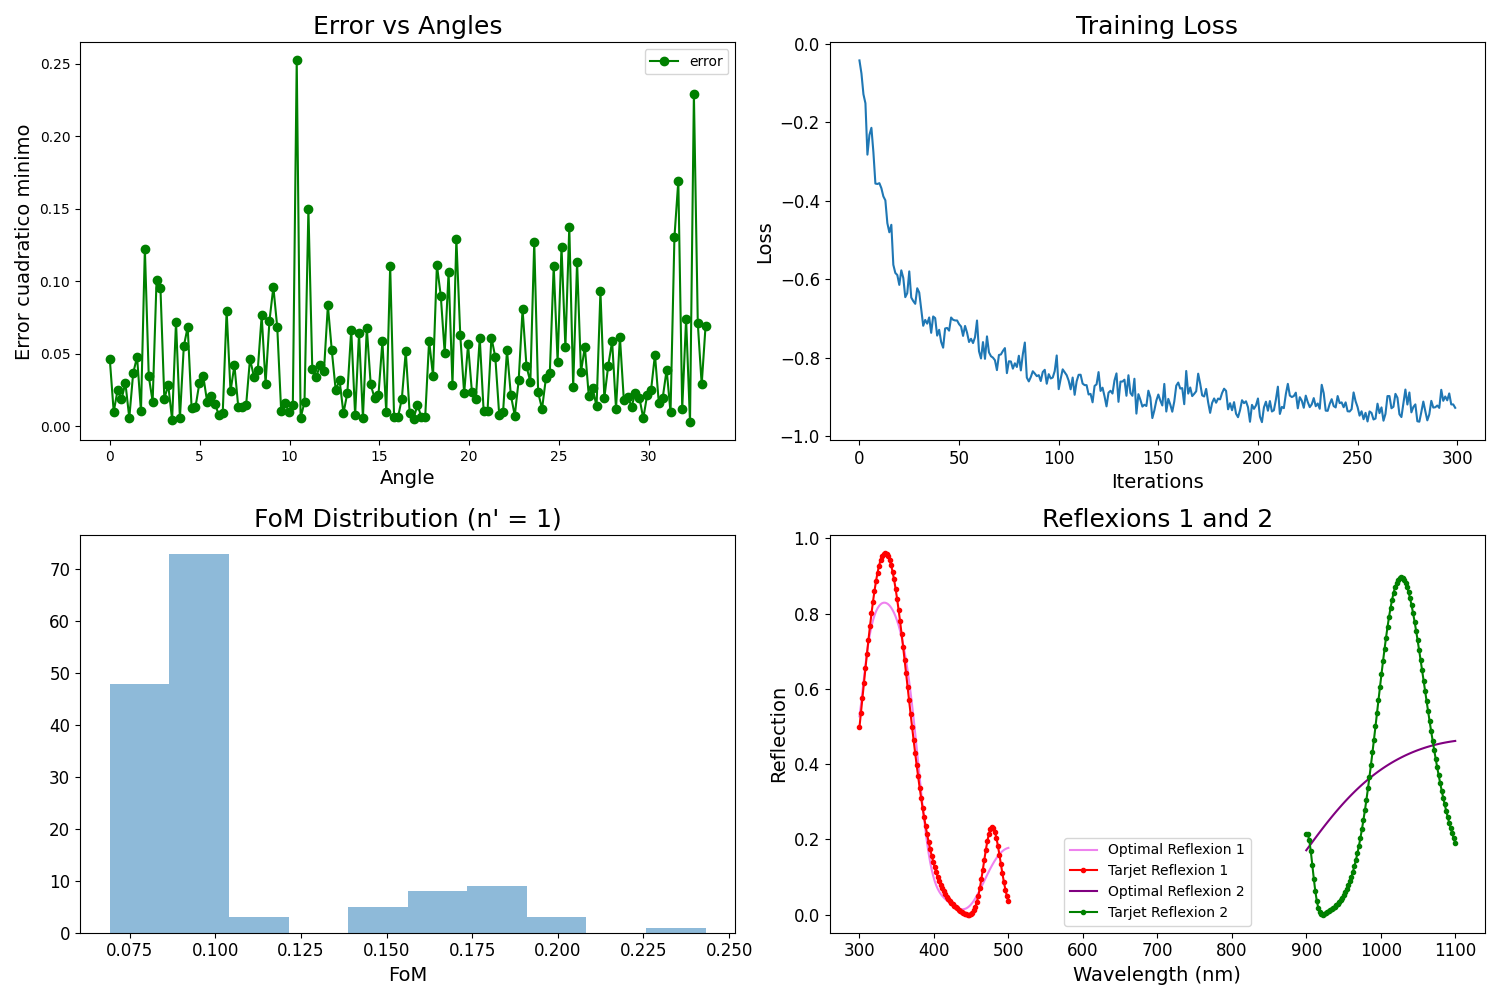 Error vs Angles
error
Error cuadratico minimo
0.25
0.20
0.15
0.10
0.05
0.00
0 5 10 15 20 25 30
Angle
Training Loss
Loss
0.0
−0.2
−0.4
−0.6
−0.8
−1.0
0 50 100 150 200 250 300
Iterations
FoM Distribution (n' = 1)
70
60
50
40
30
20
10
0
0.075 0.100 0.125 0.150 0.175 0.200 0.225 0.250
FoM
Reflexions 1 and 2
Reflection
1.0
0.8
0.6
0.4
0.2
0.0
Optimal Reflexion 1
Tarjet Reflexion 1
Optimal Reflexion 2
Tarjet Reflexion 2
300 400 500 600 700 800 900 1000 1100
Wavelength (nm)